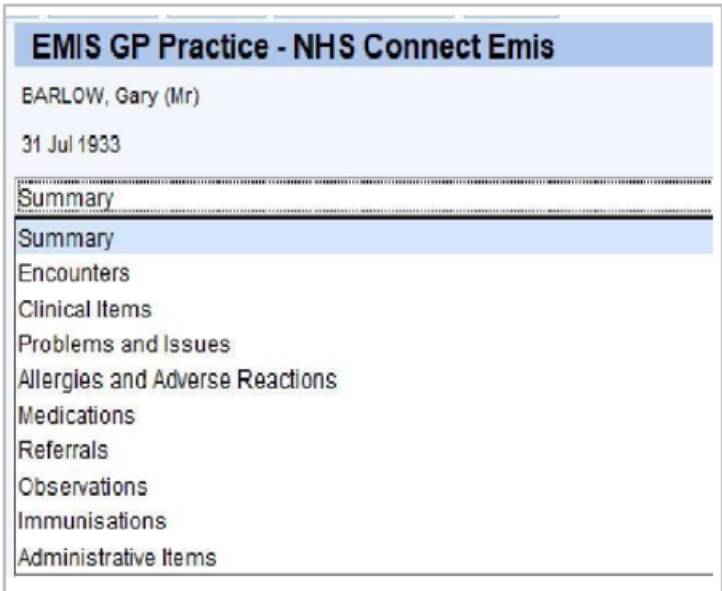 EMIS GP Practice - NHS Connect Emis
BARLOW, Gary (Mr)
31 Jul 1933
Summary
Summary
Encounters
Clinical Items
Problems and Issues
Allergies and Adverse Reactions
Medications
Referrals
Observations
Immunisations
Administrative Items